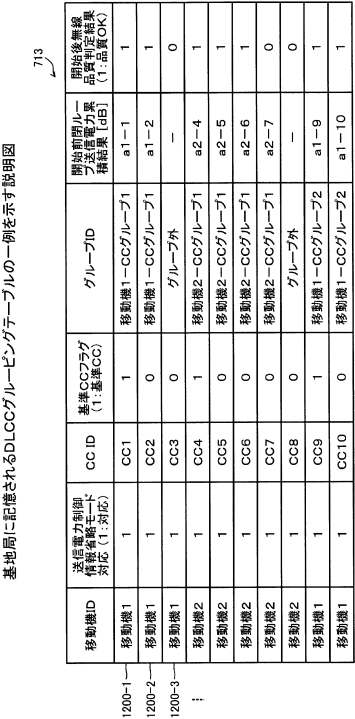 基地局に記憶されるDLCCグルーピングテーブルの一例を示す説明図
713
移動機ID 送信電力制御情報省略モード対応(1:対応) CC ID 基準CCフラグ(1:基準CC) グループID 開始前閉ループ送信電力累積結果[dB] 開始後無線品質判定結果(1:品質OK)
1200-1 移動機1 1 CC1 1 移動機1-CCグループ1 a1-1 1
1200-2 移動機1 1 CC2 0 移動機1-CCグループ1 a1-2 1
1200-3 移動機1 1 CC3 0 グループ外 - 0
… 移動機2 1 CC4 1 移動機2-CCグループ1 a2-4 1
移動機2 1 CC5 0 移動機2-CCグループ1 a2-5 1
移動機2 1 CC6 0 移動機2-CCグループ1 a2-6 1
移動機2 1 CC7 0 移動機2-CCグループ1 a2-7 0
移動機2 1 CC8 0 グループ外 - 0
移動機1 1 CC9 1 移動機1-CCグループ2 a1-9 1
移動機1 1 CC10 0 移動機1-CCグループ2 a1-10 1